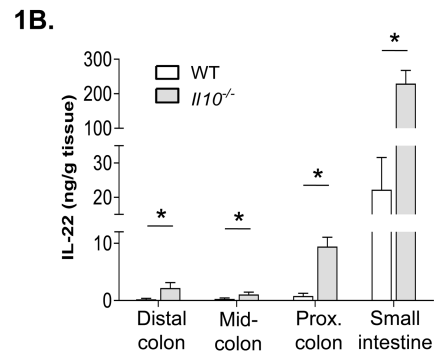 1B.
IL-22 (ng/g tissue)
300
200
100
30
20
10
0
WT
Il10-/-
*
*
*
*
Distal colon
Mid-colon
Prox. colon
Small intestine